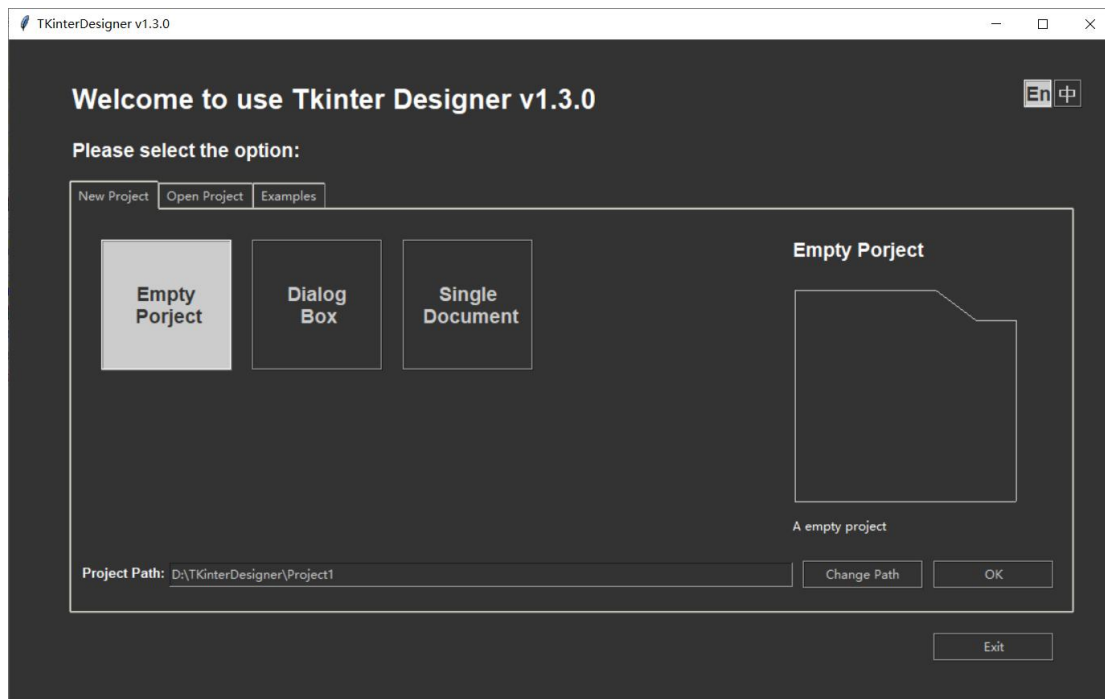 TKinterDesigner v1.3.0
Welcome to use Tkinter Designer v1.3.0
En 中
Please select the option:
New Project Open Project Examples
Empty Porject
Empty
Porject
Dialog
Box
Single
Document
A empty project
Project Path: D:\TKinterDesigner\Project1 Change Path OK
Exit